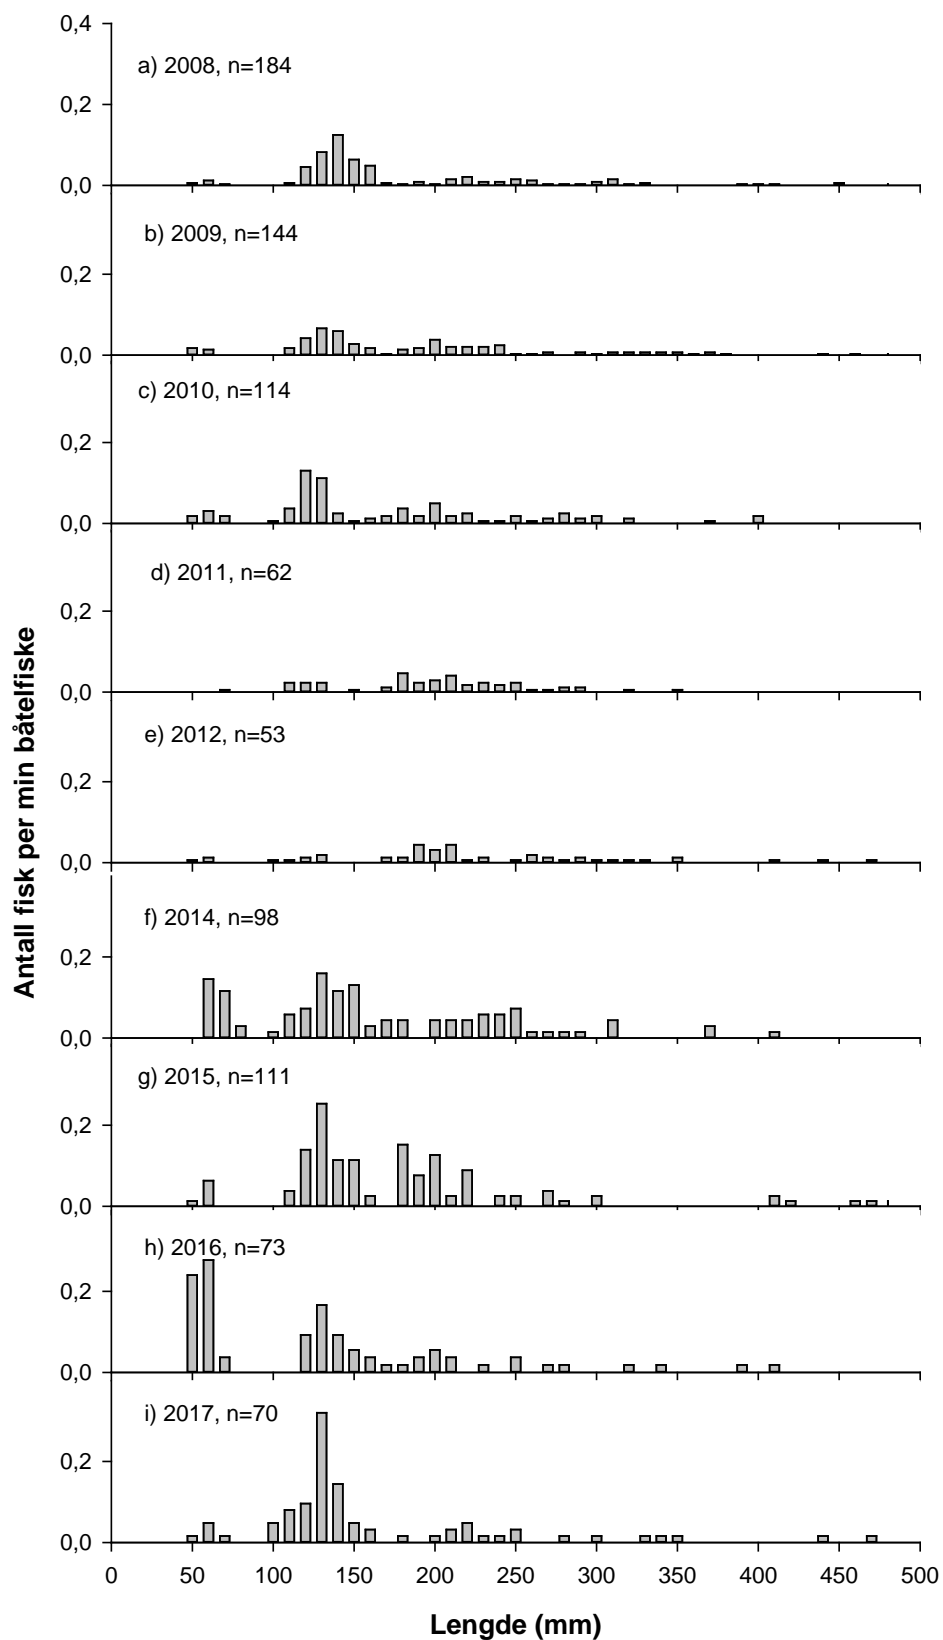 0,4
a) 2008, n=184
0,2
0,0
b) 2009, n=144
0,2
0,0
c) 2010, n=114
0,2
0,0
d) 2011, n=62
0,2
0,0
e) 2012, n=53
0,2
0,0
f) 2014, n=98
0,2
0,0
g) 2015, n=111
0,2
0,0
h) 2016, n=73
0,2
0,0
i) 2017, n=70
0,2
0,0
0 50 100 150 200 250 300 350 400 450 500
Lengde (mm)
Antall fisk per min båtelfiske